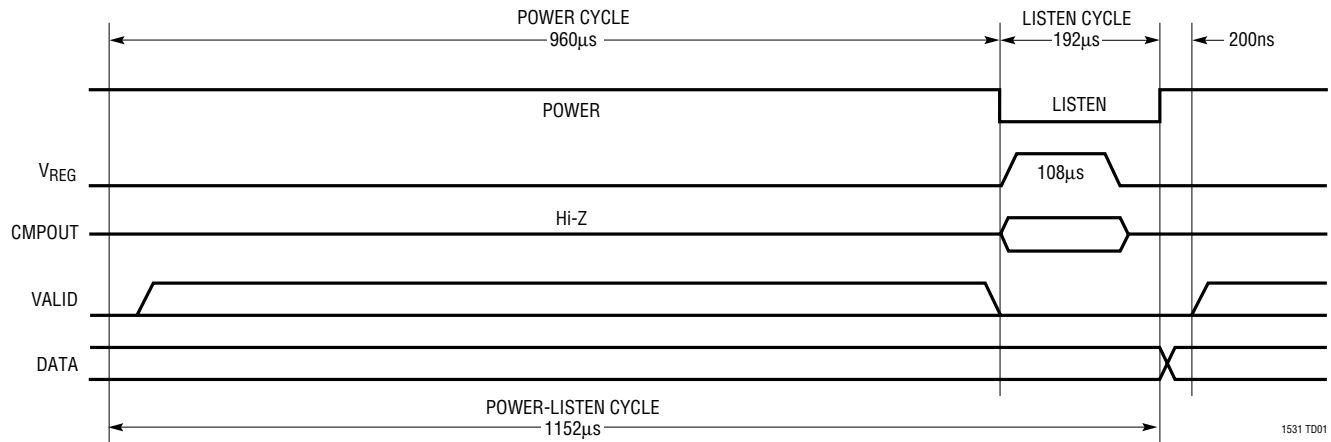 POWER CYCLE
960µs
LISTEN CYCLE
192µs
200ns
POWER
LISTEN
VREG
108µs
CMPOUT
Hi-Z
VALID
DATA
POWER-LISTEN CYCLE
1152µs
1531 TD01